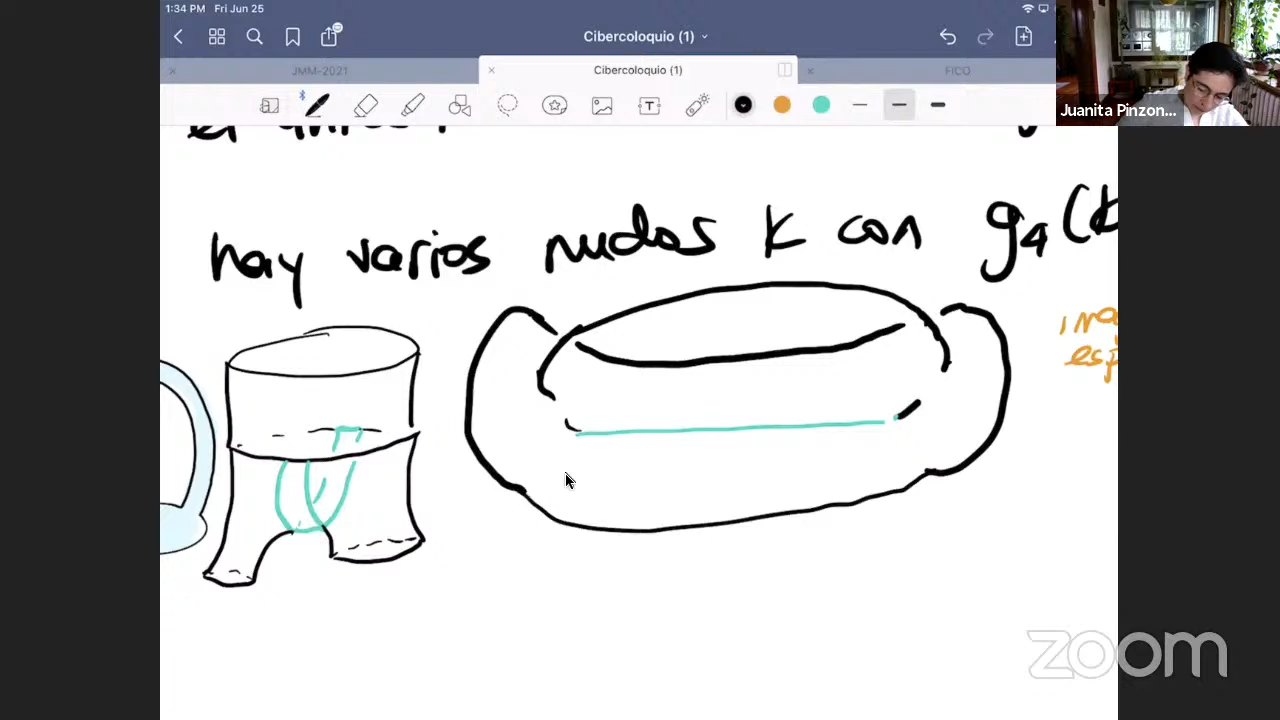 1:34 PM Fri Jun 25
Cibercoloquio (1)
JMM-2021
Cibercoloquio (1)
FICO
Juanita Pinzon...
hay varios nudos K con g4(K
zoom